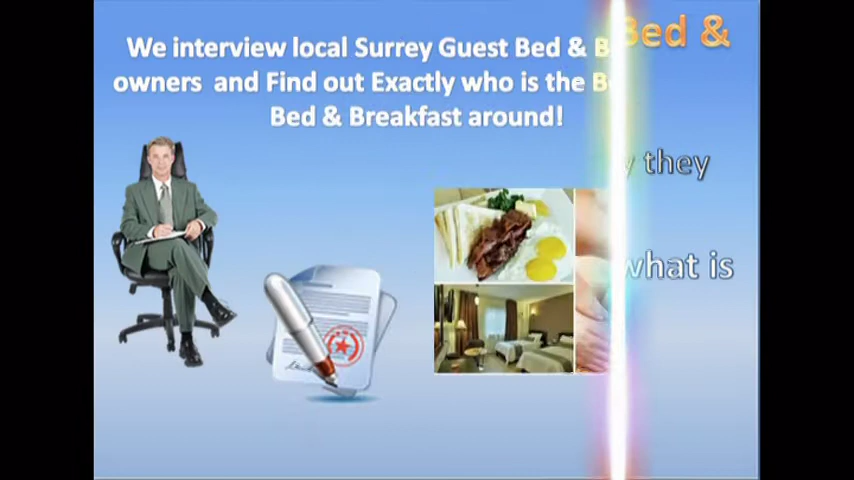 We interview local Surrey Guest Bed &
owners and Find out Exactly who is the
Bed & Breakfast around!
Bed &
they
what is